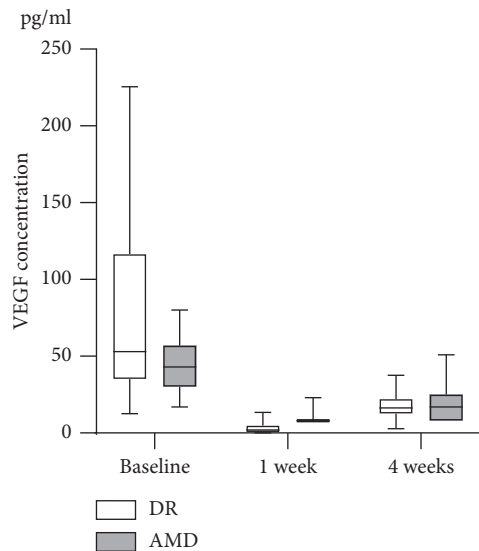 pg/ml
250
200
150
100
50
0
VEGF concentration
Baseline 1 week 4 weeks
DR
AMD